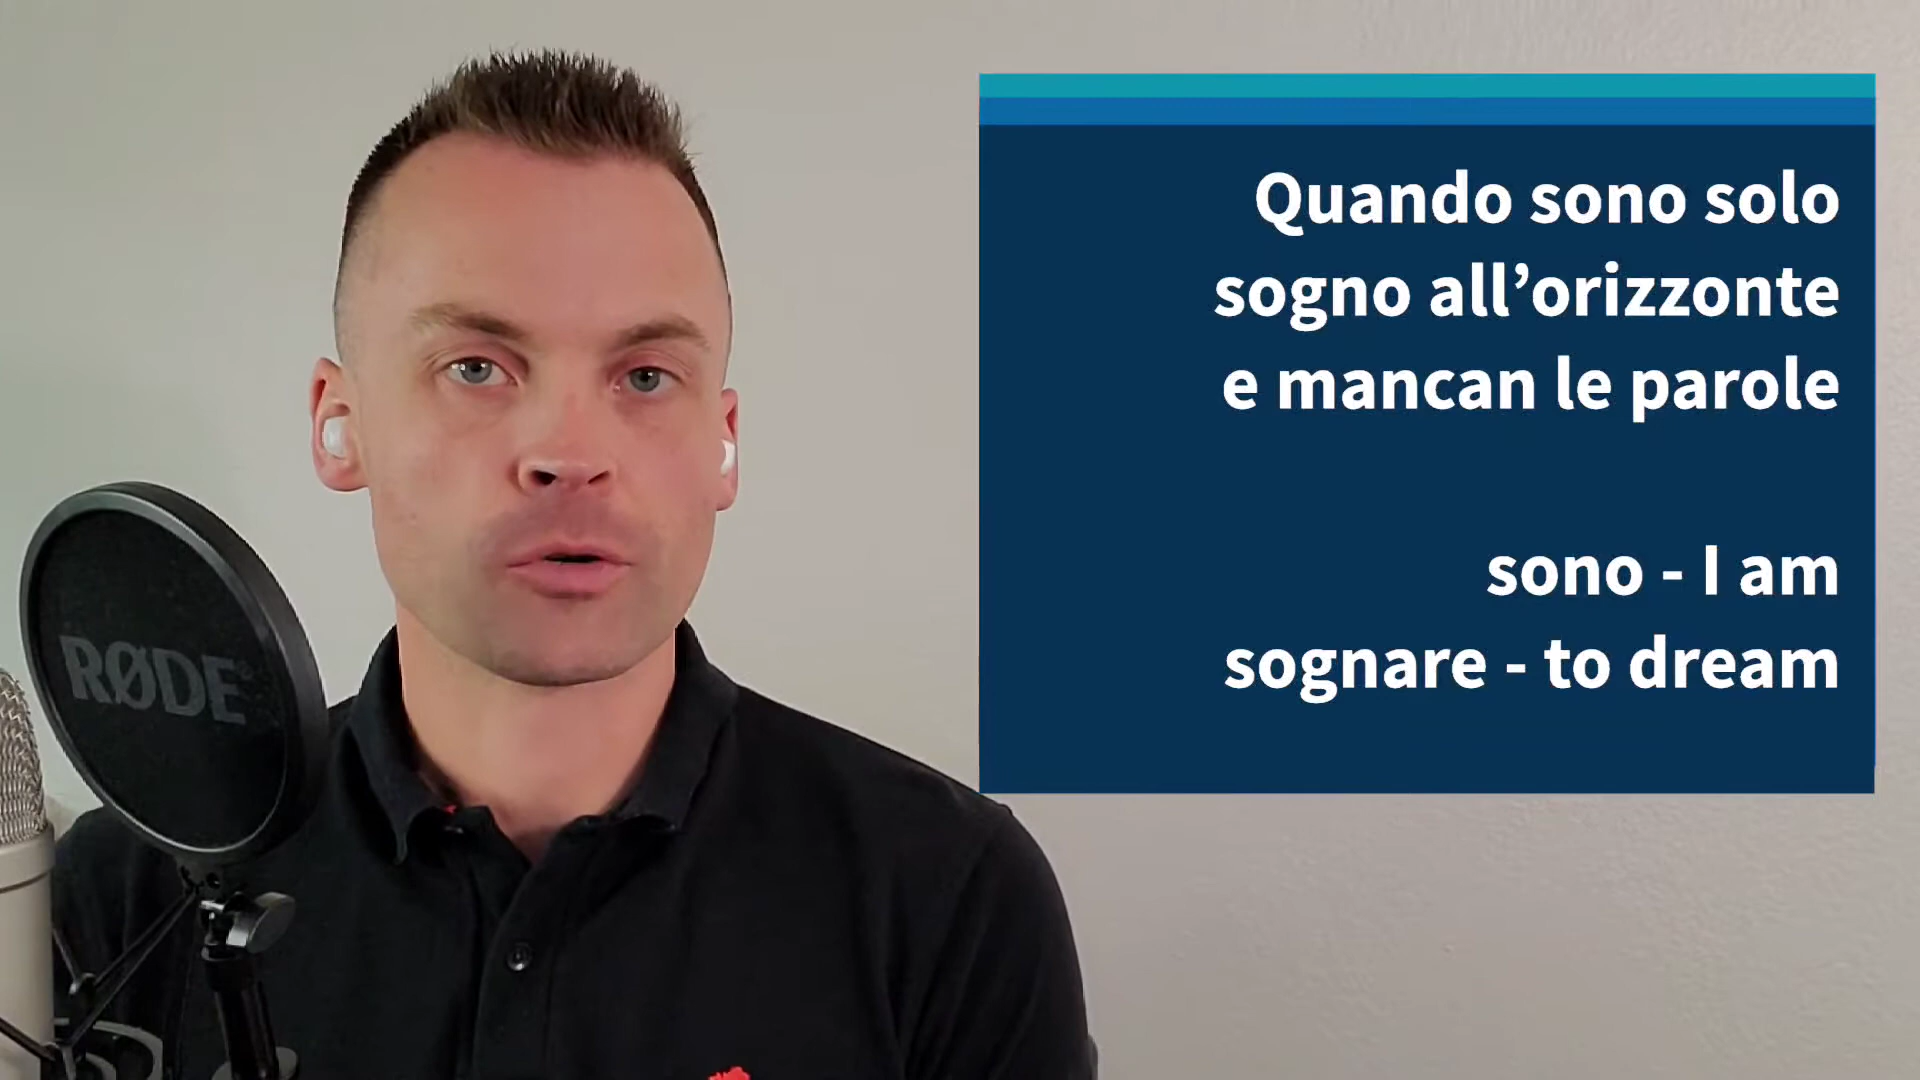 Quando sono solo
sogno all’orizzonte
e mancan le parole
sono - I am
sognare - to dream
RØDE